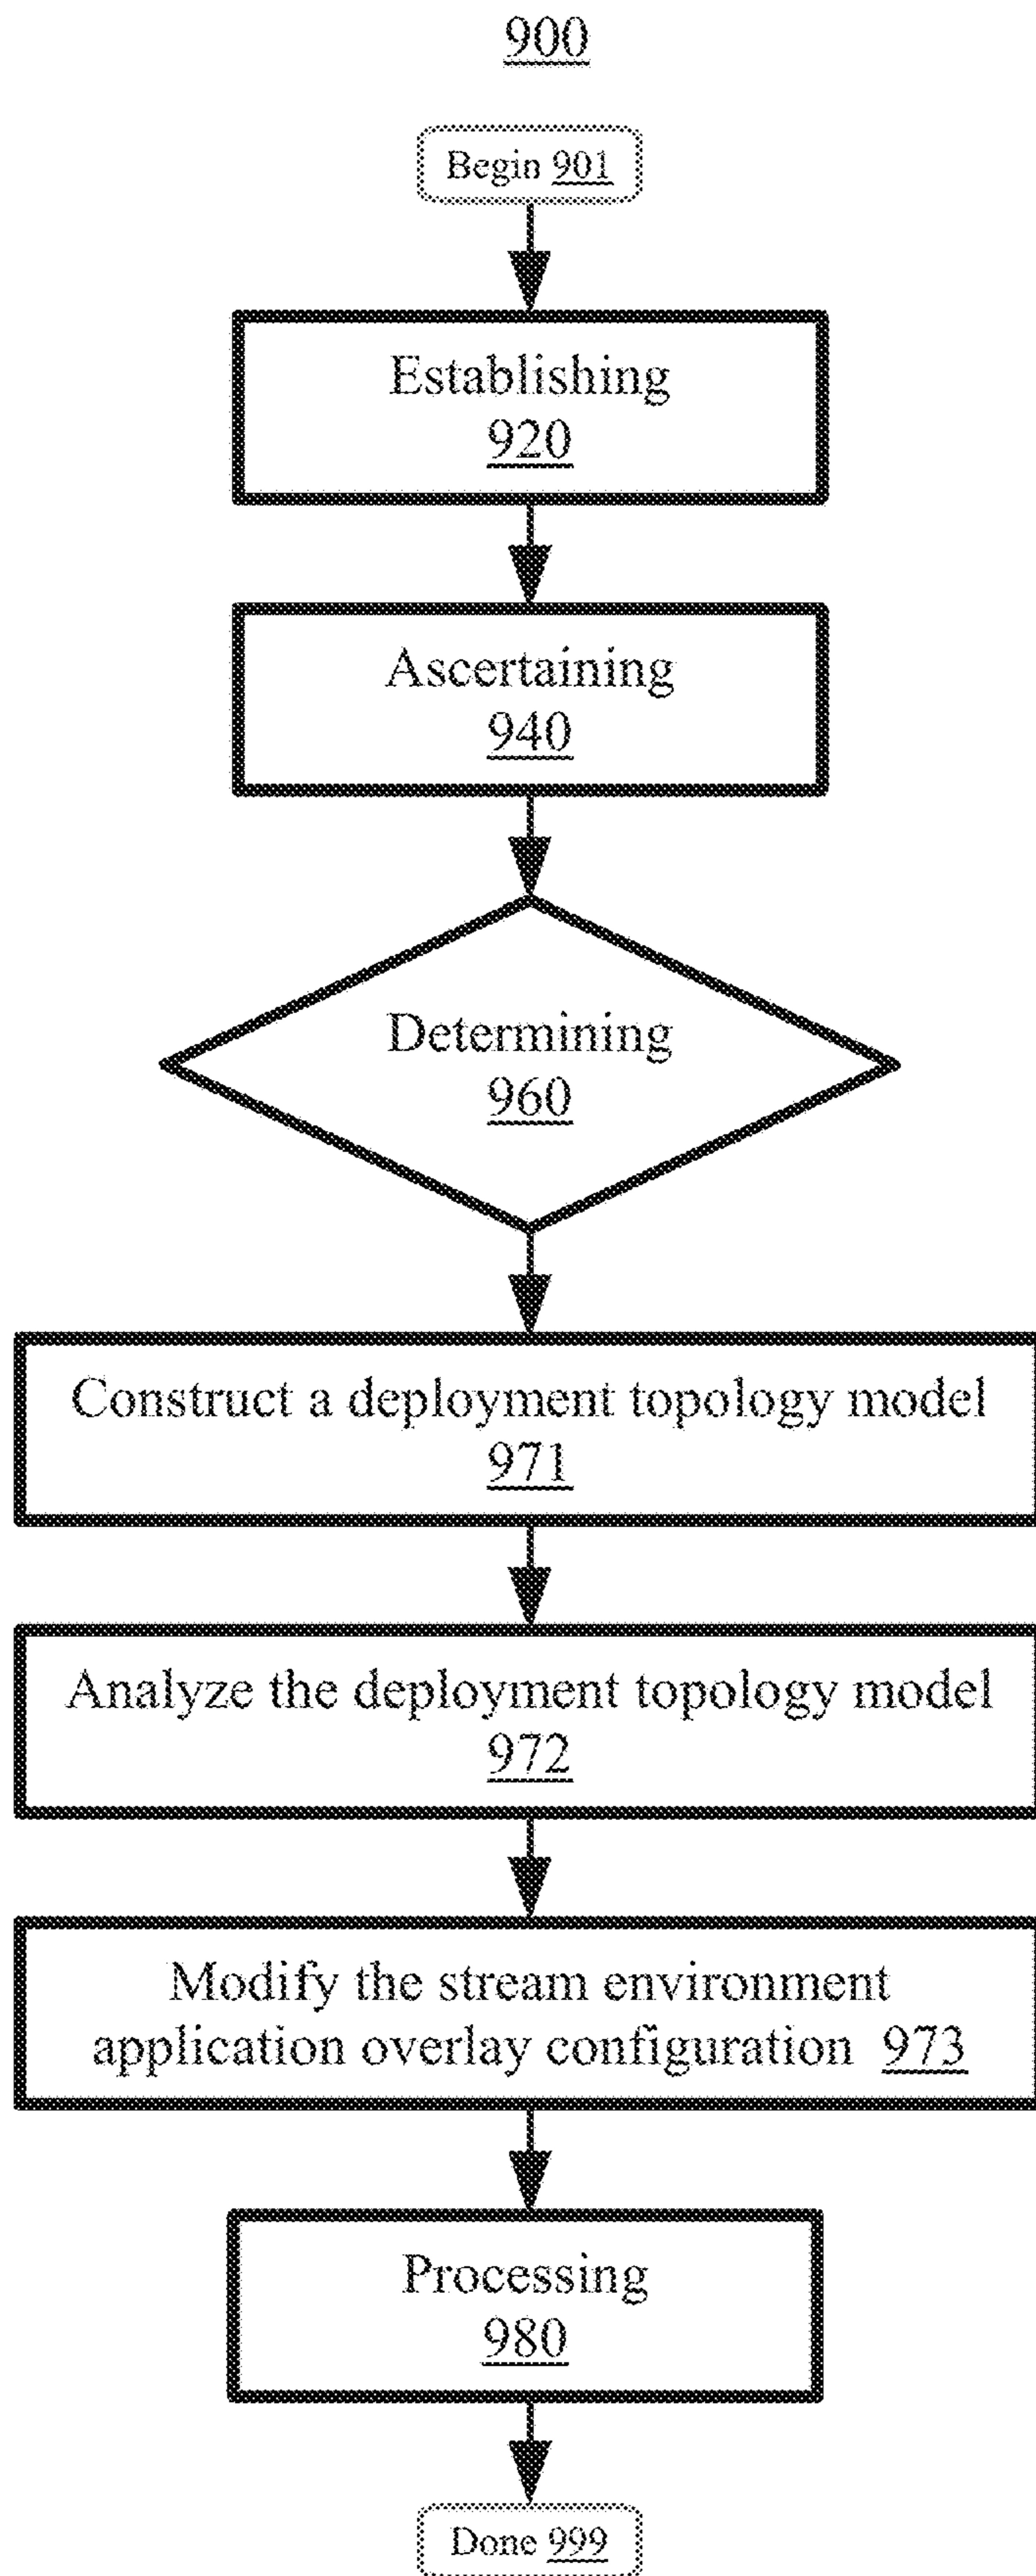 900
Begin 901
Establishing
920
Ascertaining
940
Determining
960
Construct a deployment topology model
971
Analyze the deployment topology model
972
Modify the stream environment
application overlay configuration 973
Processing
980
Done 999